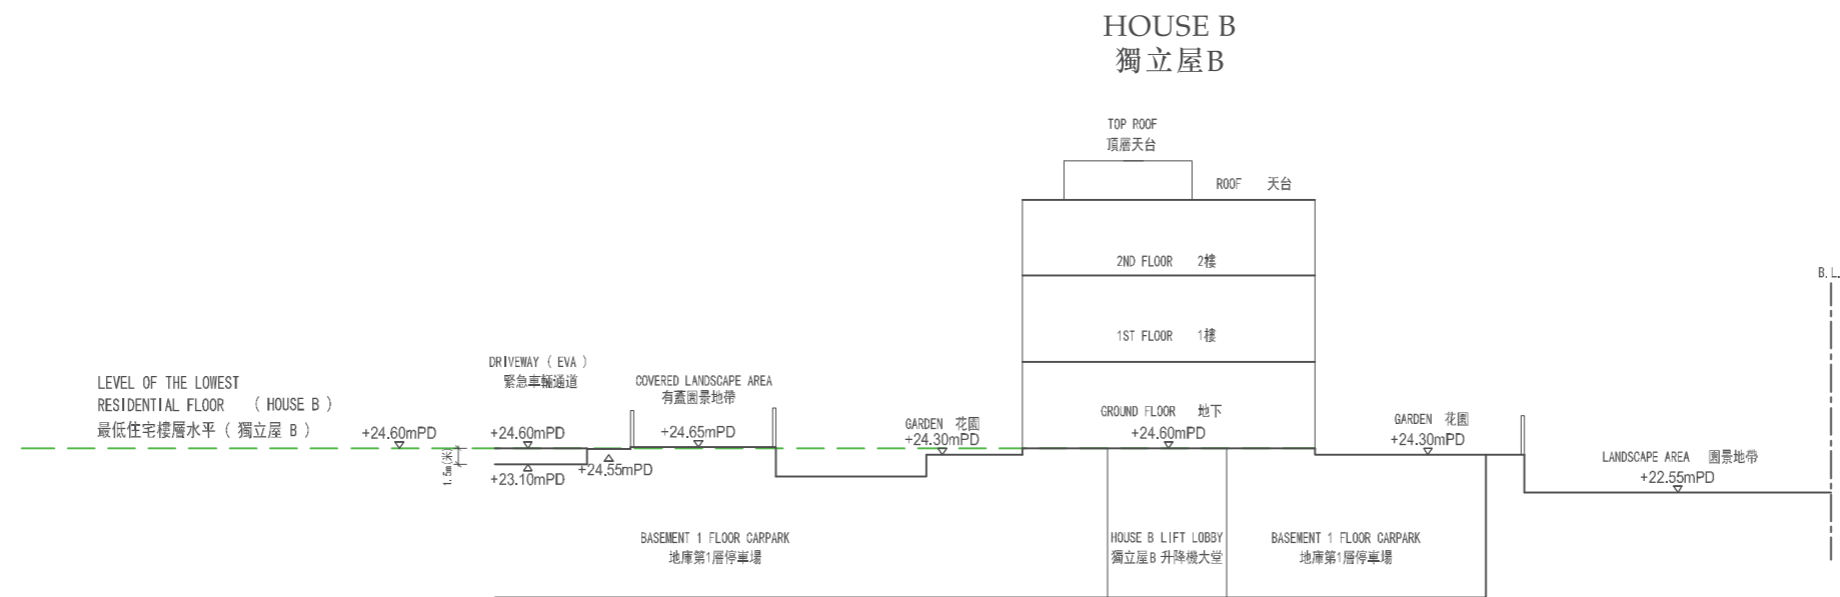 HOUSE B
獨立屋B
TOP ROOF
頂層天台
ROOF 天台
2ND FLOOR 2樓
B.L.
1ST FLOOR 1樓
DRIVEWAY ( EVA )
緊急車輛通道
LEVEL OF THE LOWEST
RESIDENTIAL FLOOR ( HOUSE B )
最低住宅樓層水平 ( 獨立屋 B )
COVERED LANDSCAPE AREA
有蓋園景地帶
GROUND FLOOR 地下
+24.60mPD
+24.60mPD
+24.65mPD
GARDEN 花園
+24.30mPD
+24.60mPD
GARDEN 花園
+24.30mPD
1.5m(米)
+23.10mPD
+24.55mPD
LANDSCAPE AREA 園景地帶
+22.55mPD
BASEMENT 1 FLOOR CARPARK
地庫第1層停車場
HOUSE B LIFT LOBBY
獨立屋B 升降機大堂
BASEMENT 1 FLOOR CARPARK
地庫第1層停車場